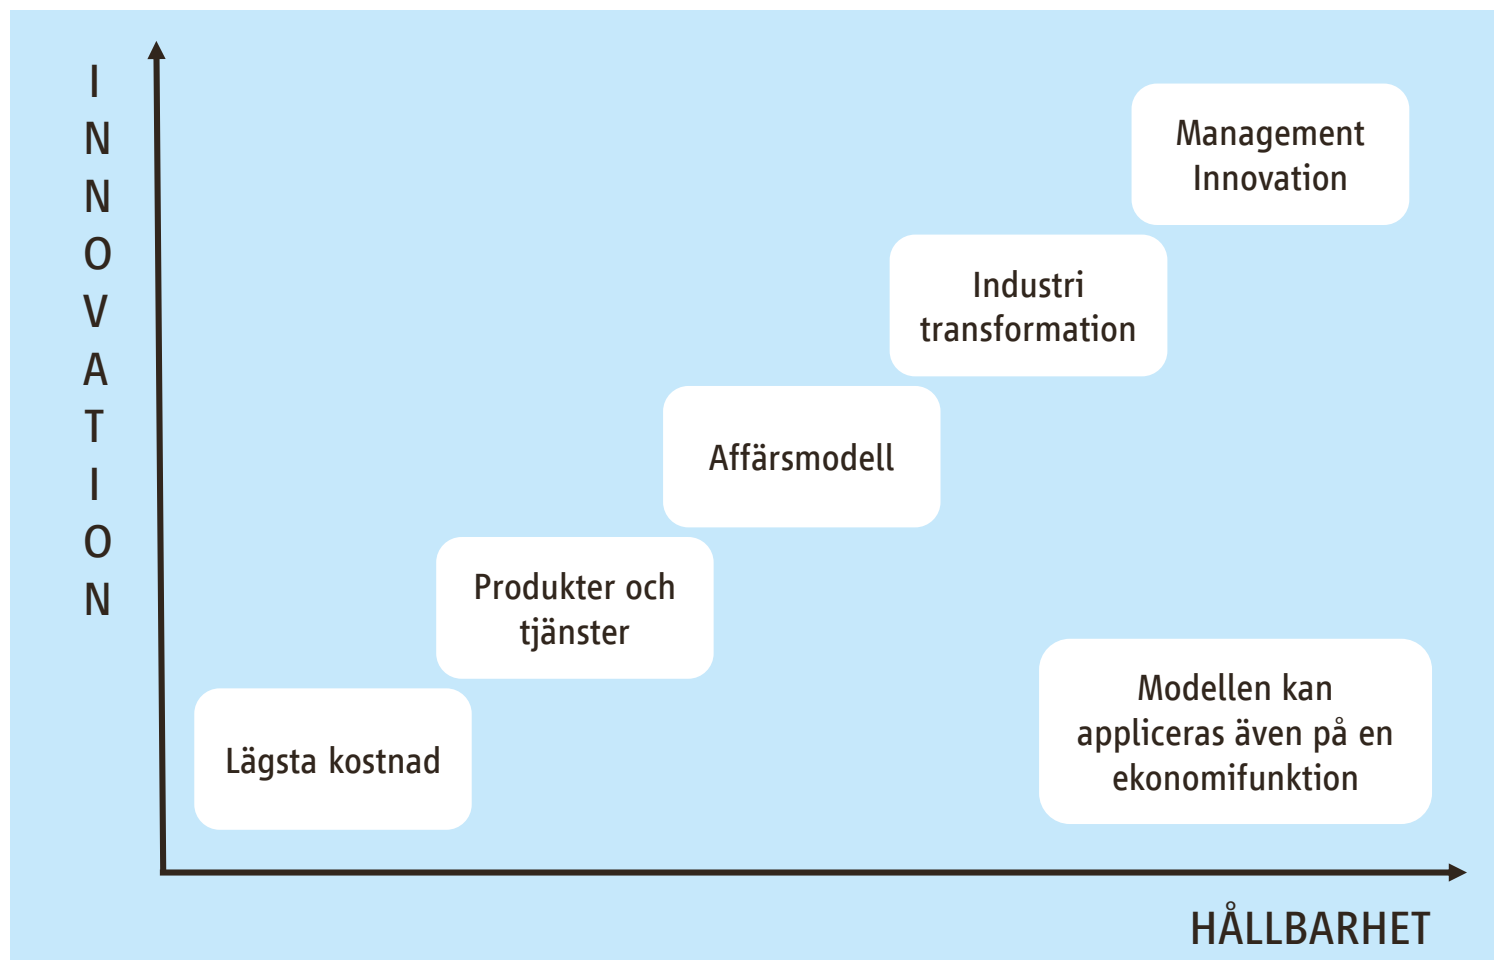 INNOVATION
Management
Innovation
Industri
transformation
Affärsmodell
Produkter och
tjänster
Lägsta kostnad
Modellen kan
appliceras även på en
ekonomifunktion
HÅLLBARHET